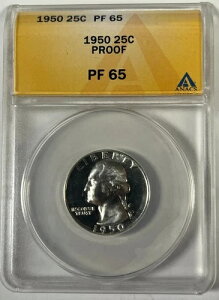 1950 25C PF 65
1950 25C
PROOF
PF 65
ANACS
LIBERTY
IN GOD WE
TRUST
1950